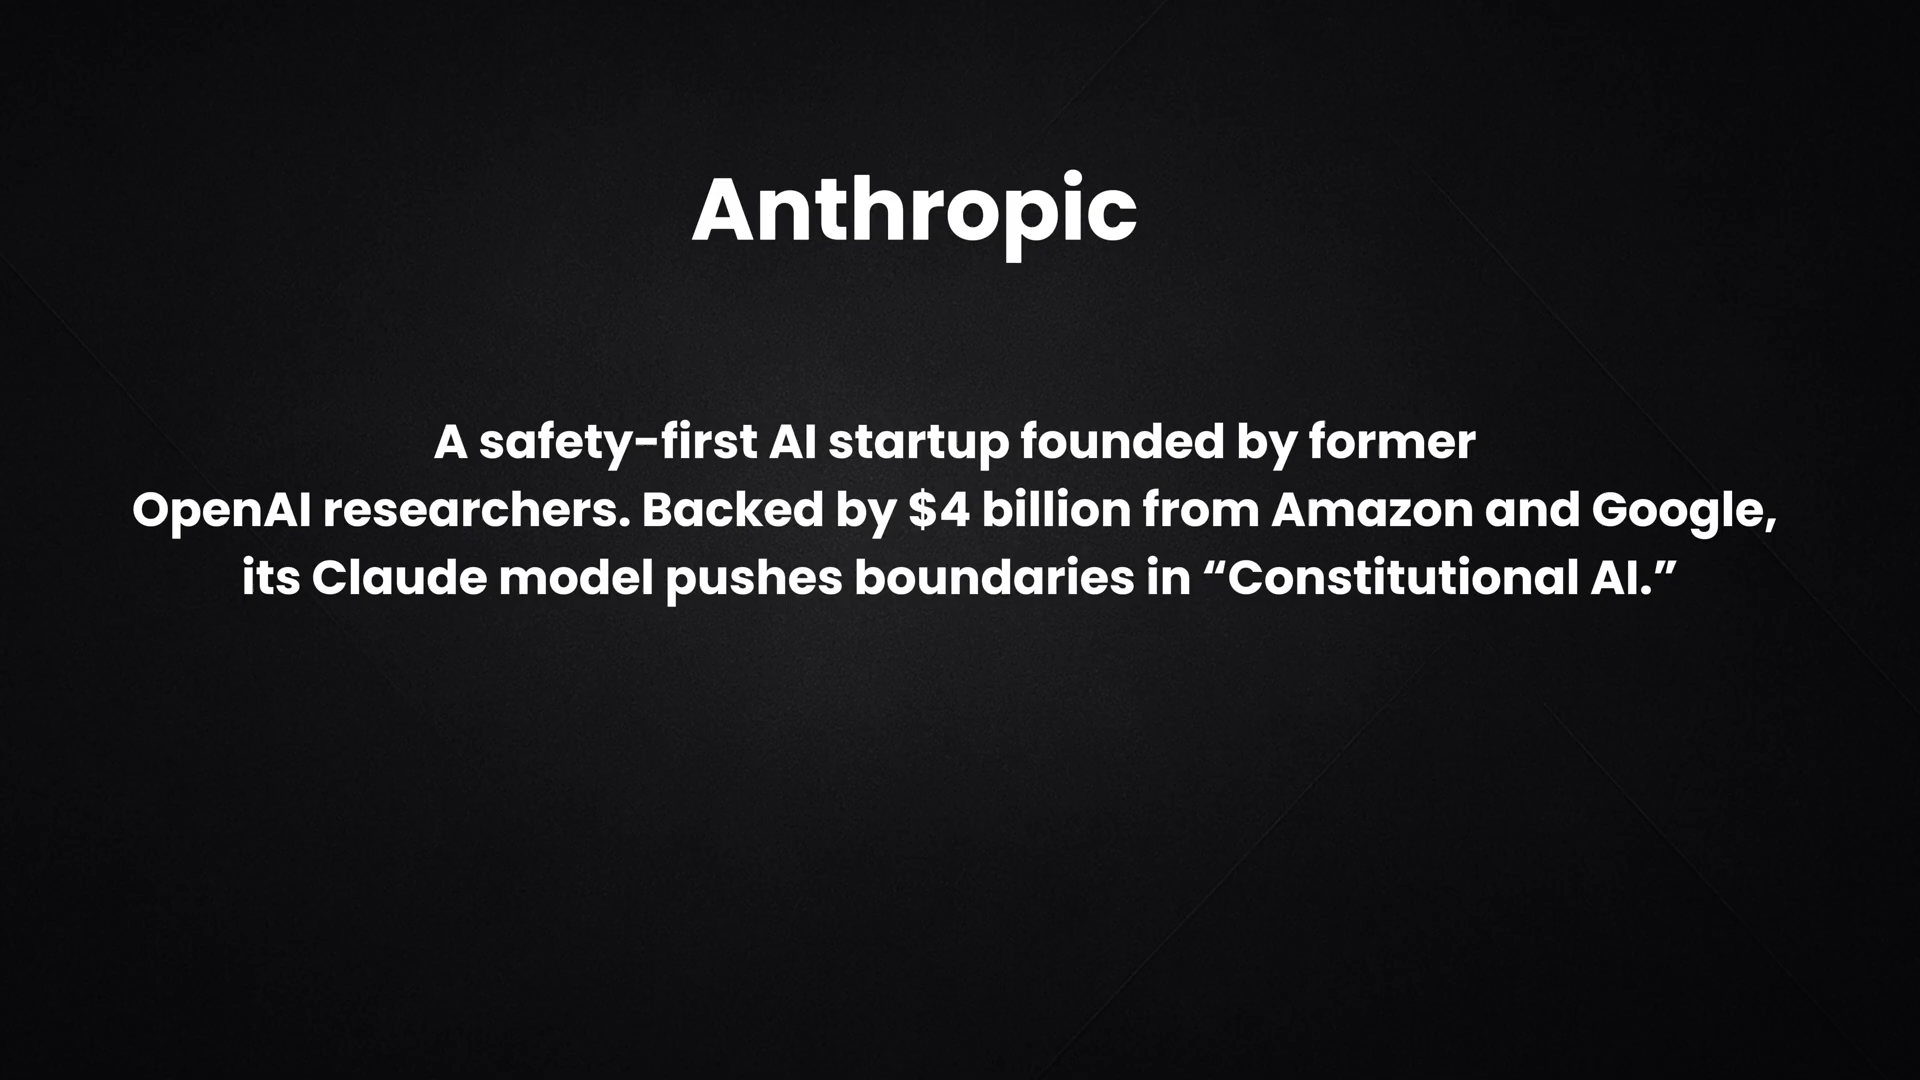 Anthropic
A safety-first AI startup founded by former
OpenAI researchers. Backed by $4 billion from Amazon and Google,
its Claude model pushes boundaries in “Constitutional AI.”